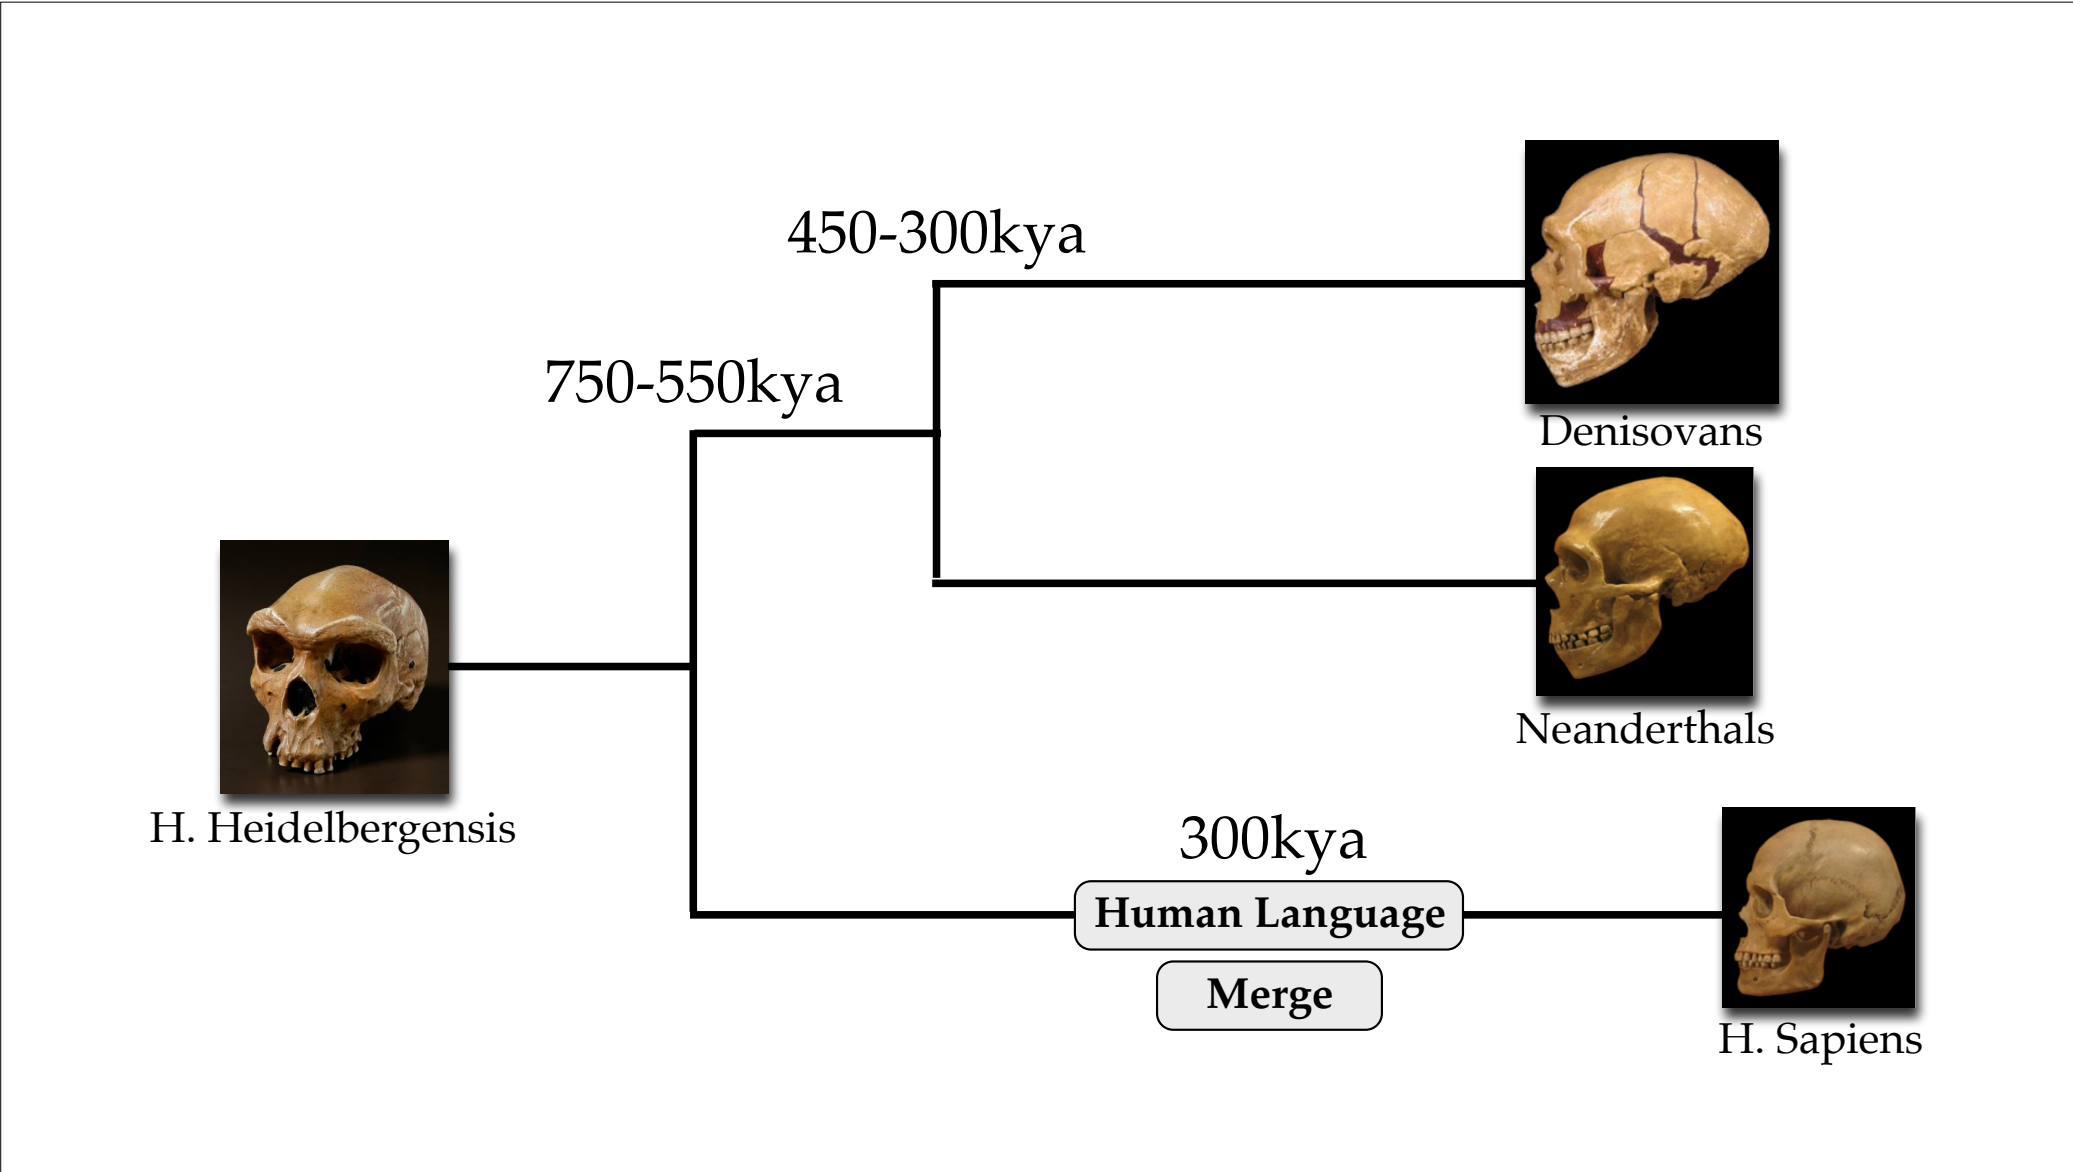 450-300kya
750-550kya
Denisovans
Neanderthals
H. Heidelbergensis
300kya
Human Language
Merge
H. Sapiens